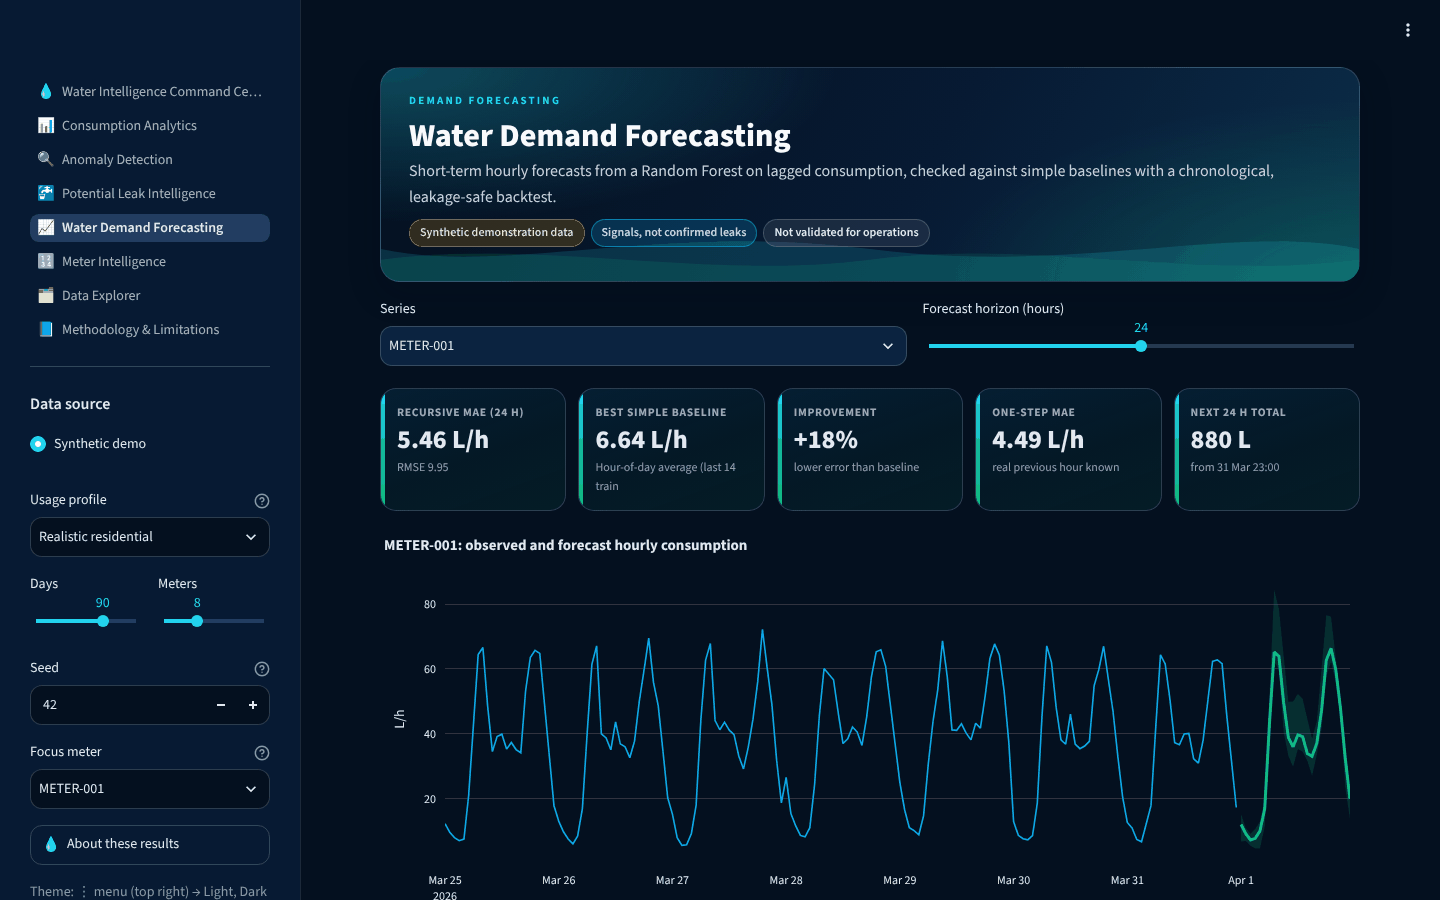 Water Intelligence Command Ce...
Consumption Analytics
Anomaly Detection
Potential Leak Intelligence
Water Demand Forecasting
Meter Intelligence
Data Explorer
Methodology & Limitations
Data source
Synthetic demo
Usage profile
Realistic residential
Days
Meters
90
8
Seed
42
Focus meter
METER-001
About these results
Theme: ⋮ menu (top right) → Light, Dark
DEMAND FORECASTING
Water Demand Forecasting
Short-term hourly forecasts from a Random Forest on lagged consumption, checked against simple baselines with a chronological,
leakage-safe backtest.
Synthetic demonstration data
Signals, not confirmed leaks
Not validated for operations
Series
METER-001
Forecast horizon (hours)
24
RECURSIVE MAE (24 H)
5.46 L/h
RMSE 9.95
BEST SIMPLE BASELINE
6.64 L/h
Hour-of-day average (last 14
train
IMPROVEMENT
+18%
lower error than baseline
ONE-STEP MAE
4.49 L/h
real previous hour known
NEXT 24 H TOTAL
880 L
from 31 Mar 23:00
METER-001: observed and forecast hourly consumption
L/h
80
60
40
20
Mar 25
2026
Mar 26
Mar 27
Mar 28
Mar 29
Mar 30
Mar 31
Apr 1